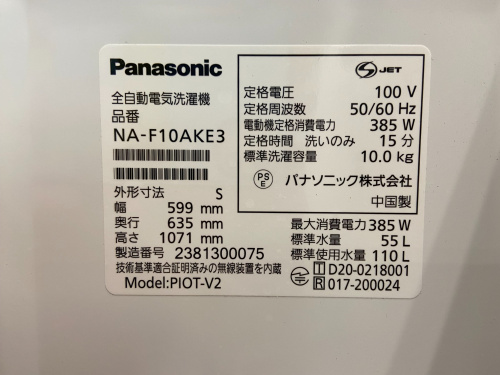 Panasonic
全自動電気洗濯機
品番
NA-F10AKE3
外形寸法 S
幅 599 mm
奥行 635 mm
高さ 1071 mm
製造番号 2381300075
技術基準適合証明済みの無線装置を内蔵
Model:PIOT-V2
S JET
定格電圧 100 V
定格周波数 50/60 Hz
電動機定格消費電力 385 W
定格時間 洗いのみ 15 分
標準洗濯容量 10.0 kg
PS E パナソニック株式会社
中国製
最大消費電力 385 W
標準水量 55 L
標準使用水量 110 L
T D20-0218001
R 017-200024